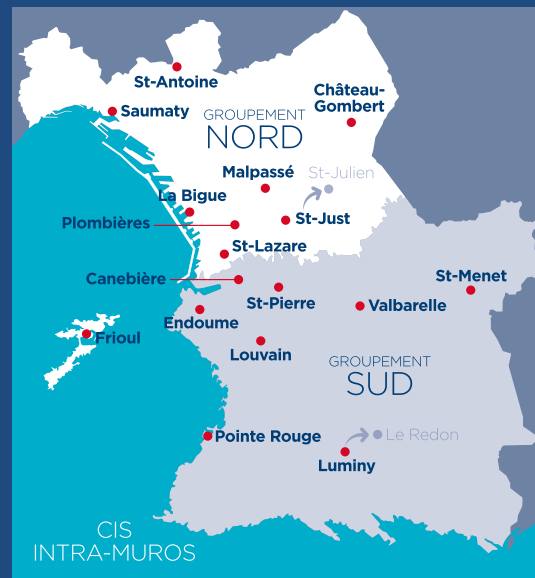 St-Antoine
Saumaty
Château-
Gombert
GROUPEMENT
NORD
Malpassé
St-Julien
La Bigue
Plombières
St-Just
St-Lazare
Canebière
St-Menet
St-Pierre
Valbarelle
Endoume
Frioul
Louvain
GROUPEMENT
SUD
Pointe Rouge
Le Redon
Luminy
CIS
INTRA-MUROS